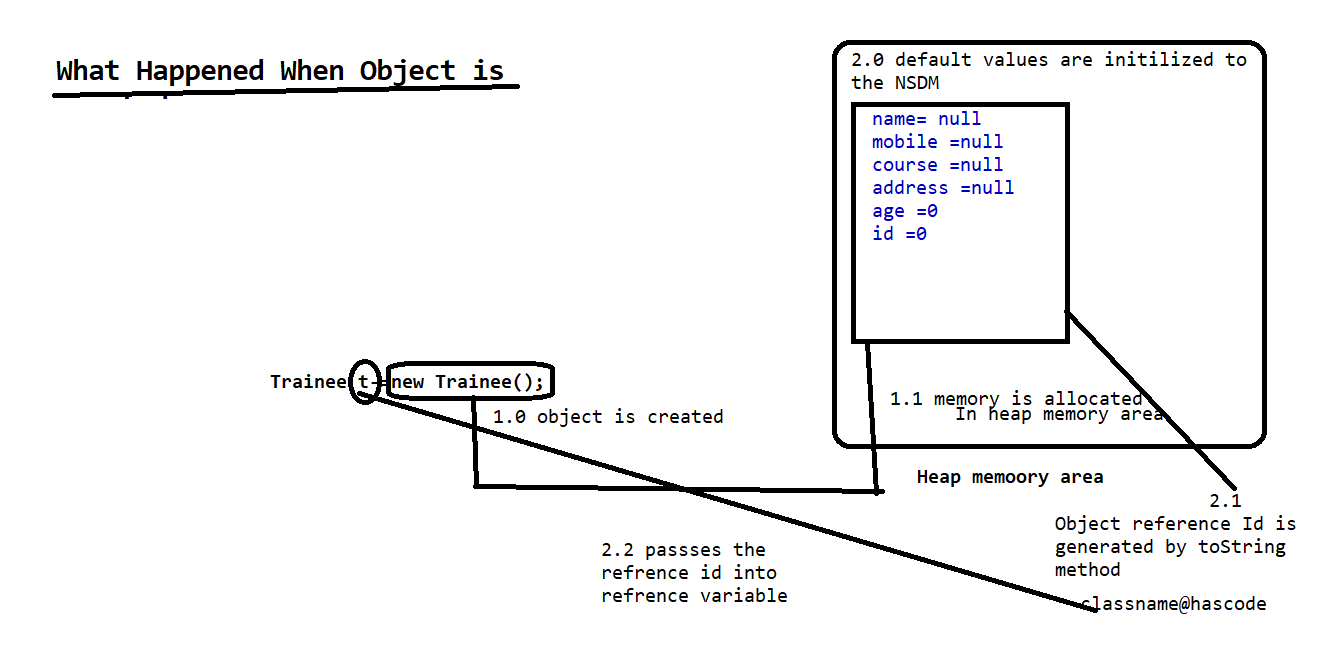 What Happened When Object is
2.0 default values are initilized to
the NSDM
name= null
mobile =null
course =null
address =null
age =0
id =0
Trainee t=new Trainee();
1.0 object is created
1.1 memory is allocated
In heap memory area
Heap memoory area
2.1
Object reference Id is
generated by toString
method
classname@hascode
2.2 passses the
refrence id into
refrence variable